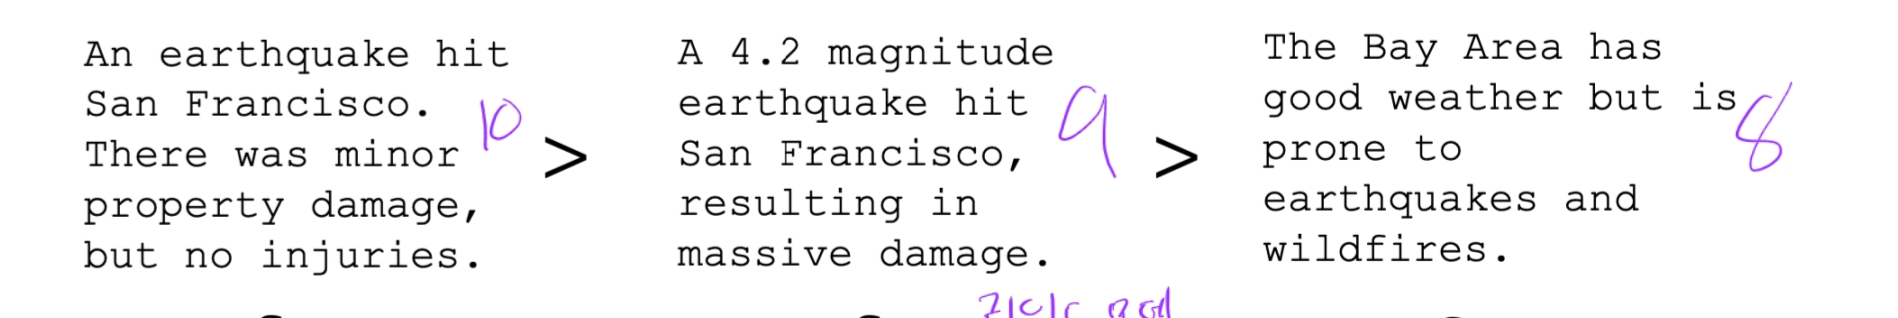 An earthquake hit
San Francisco.
There was minor
property damage,
but no injuries.
10
>
A 4.2 magnitude
earthquake hit
San Francisco,
resulting in
massive damage.
9
>
The Bay Area has
good weather but is
prone to
earthquakes and
wildfires.
8